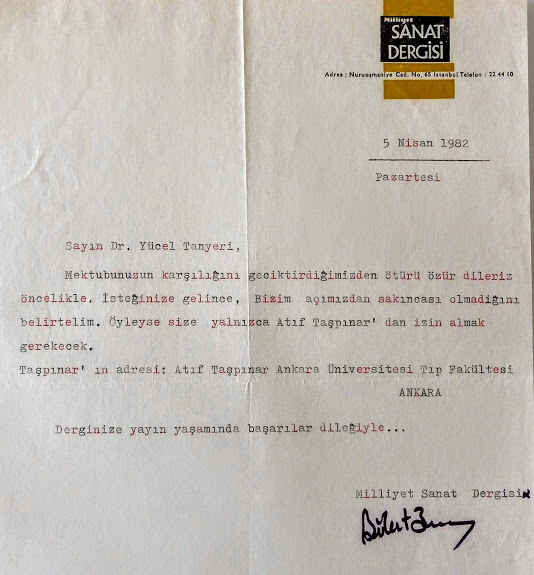 Milliyet
SANAT
DERGİSİ
Adres : Nuruosmaniye Cad. No. 65 İstanbul Telefon : 22 44 10
5 Nisan 1982
Pazartesi
Sayın Dr. Yücel Tanyeri,
Mektubunuzun karşılığını geciktirdiğimizden ötürü özür dileriz
öncelikle. İsteğinize gelince, Bizim açımızdan sakıncası olmadığını
belirtelim. Öyleyse size yalnızca Atıf Taşpınar' dan izin almak
gerekecek.
Taşpınar' ın adresi: Atıf Taşpınar Ankara Üniversitesi Tıp Fakültesi
ANKARA
Derginize yayın yaşamında başarılar dileğiyle...
Milliyet Sanat Dergisi